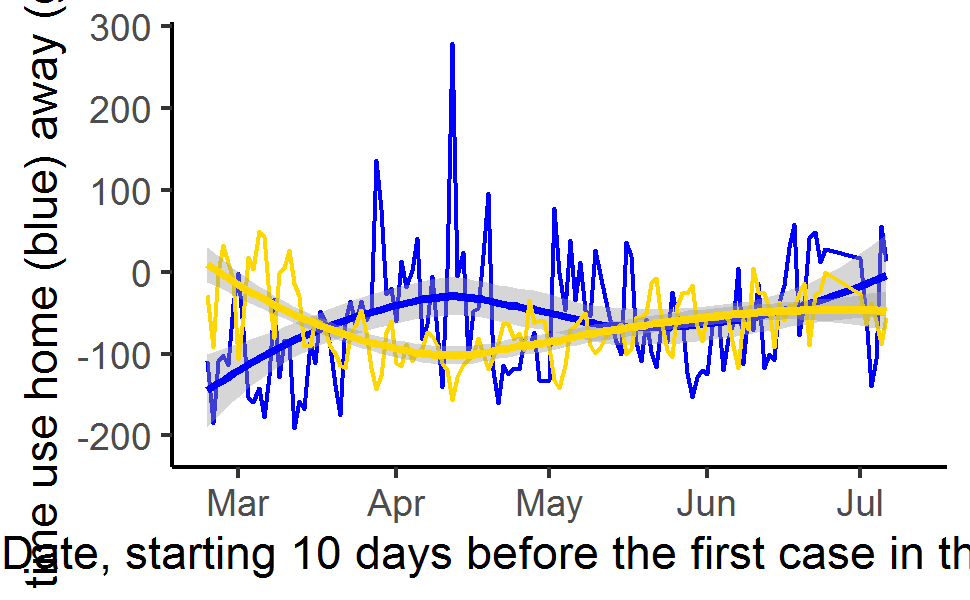 time use home (blue) away (
300
200
100
0
-100
-200
Mar Apr May Jun Jul
Date, starting 10 days before the first case in th